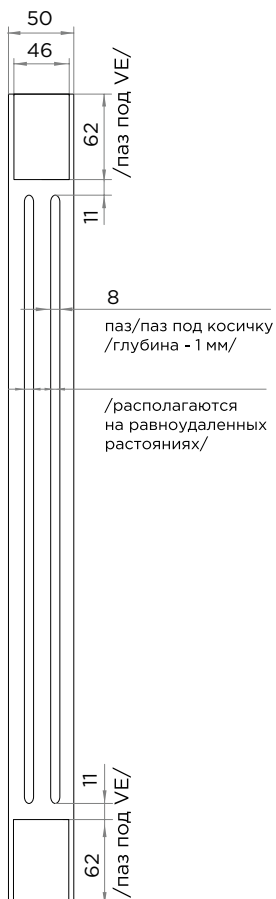 50
46
62
/паз под VE/
11
8
паз/паз под косичку
/глубина - 1 мм/
/располагаются
на равноудаленных
растояниях/
11
62
/паз под VE/